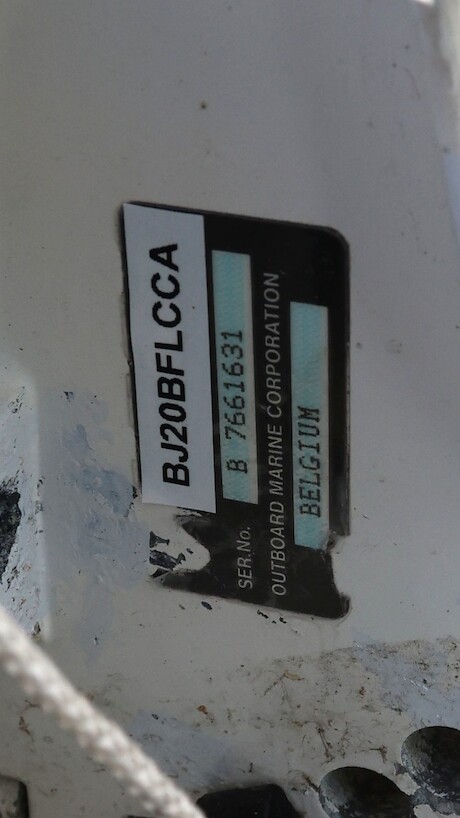 BJ20BFLCCA
SER.No. B 7661631
OUTBOARD MARINE CORPORATION
BELGIUM